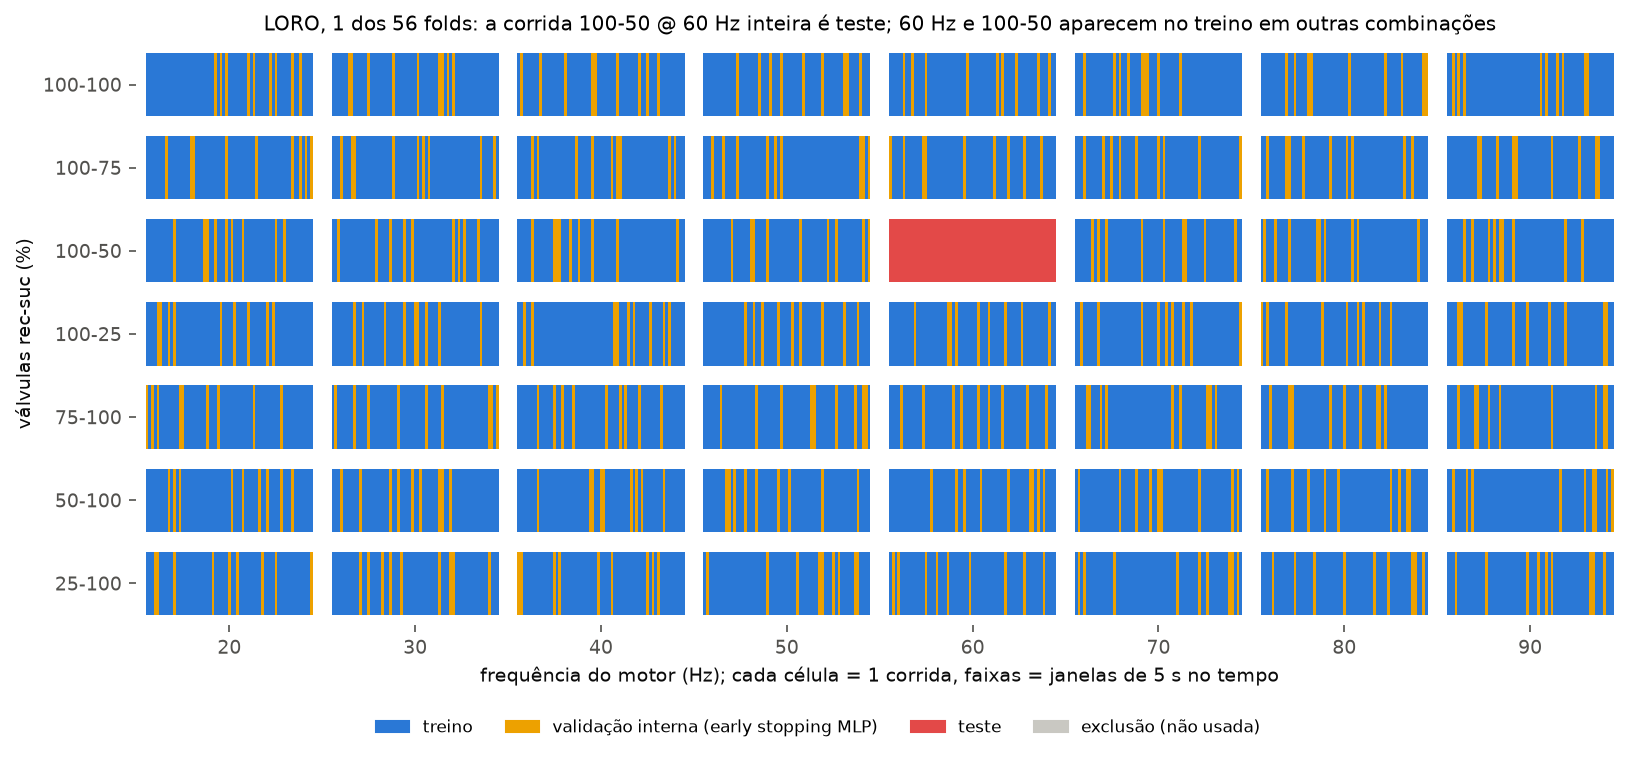 LORO, 1 dos 56 folds: a corrida 100-50 @ 60 Hz inteira é teste; 60 Hz e 100-50 aparecem no treino em outras combinações
válvulas rec-suc (%)
100-100
100-75
100-50
100-25
75-100
50-100
25-100
20 30 40 50 60 70 80 90
frequência do motor (Hz); cada célula = 1 corrida, faixas = janelas de 5 s no tempo
treino validação interna (early stopping MLP) teste exclusão (não usada)